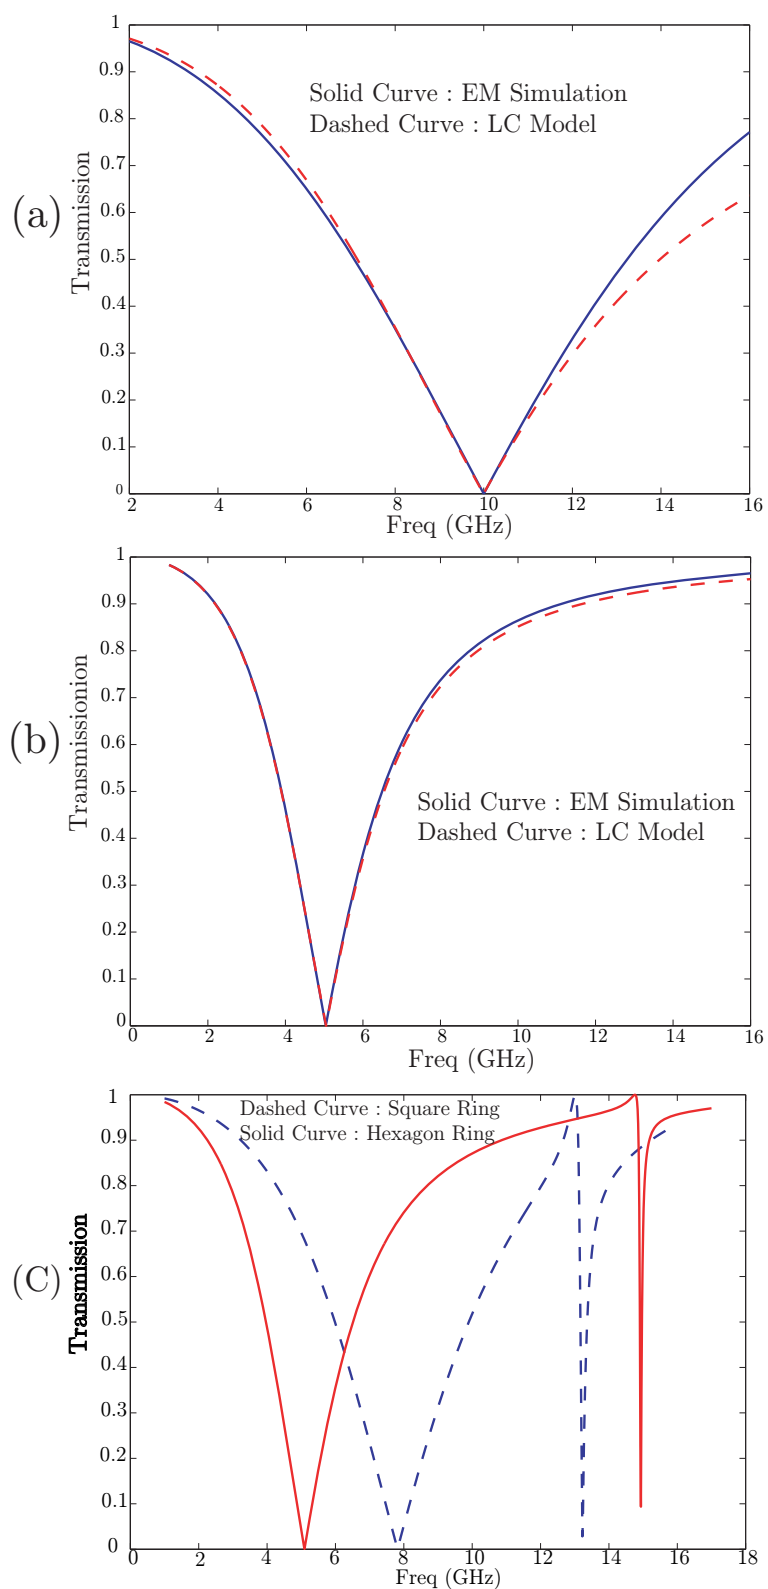 1
0.9
0.8
0.7
0.6
0.5
0.4
0.3
0.2
0.1
0
Solid Curve : EM Simulation
Dashed Curve : LC Model
(a)
Transmission
2 4 6 8 10 12 14 16
Freq (GHz)
1
0.9
0.8
0.7
0.6
0.5
0.4
0.3
0.2
0.1
0
(b)
Transmissionion
Solid Curve : EM Simulation
Dashed Curve : LC Model
0 2 4 6 8 10 12 14 16
Freq (GHz)
1
0.9
0.8
0.7
0.6
0.5
0.4
0.3
0.2
0.1
0
Dashed Curve : Square Ring
Solid Curve : Hexagon Ring
(C)
Transmission
0 2 4 6 8 10 12 14 16 18
Freq (GHz)